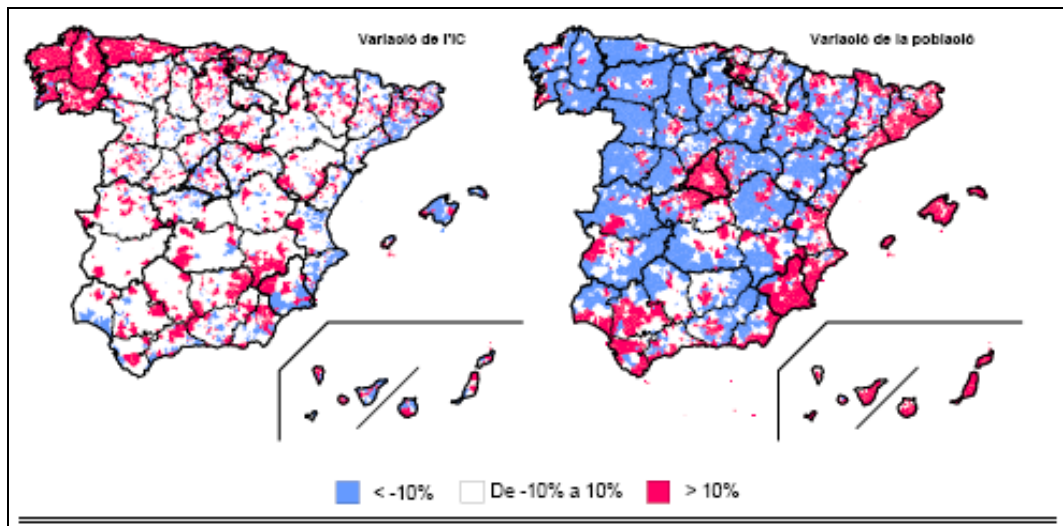 Variació de l'IC
Variació de la població
< -10% De -10% a 10% > 10%